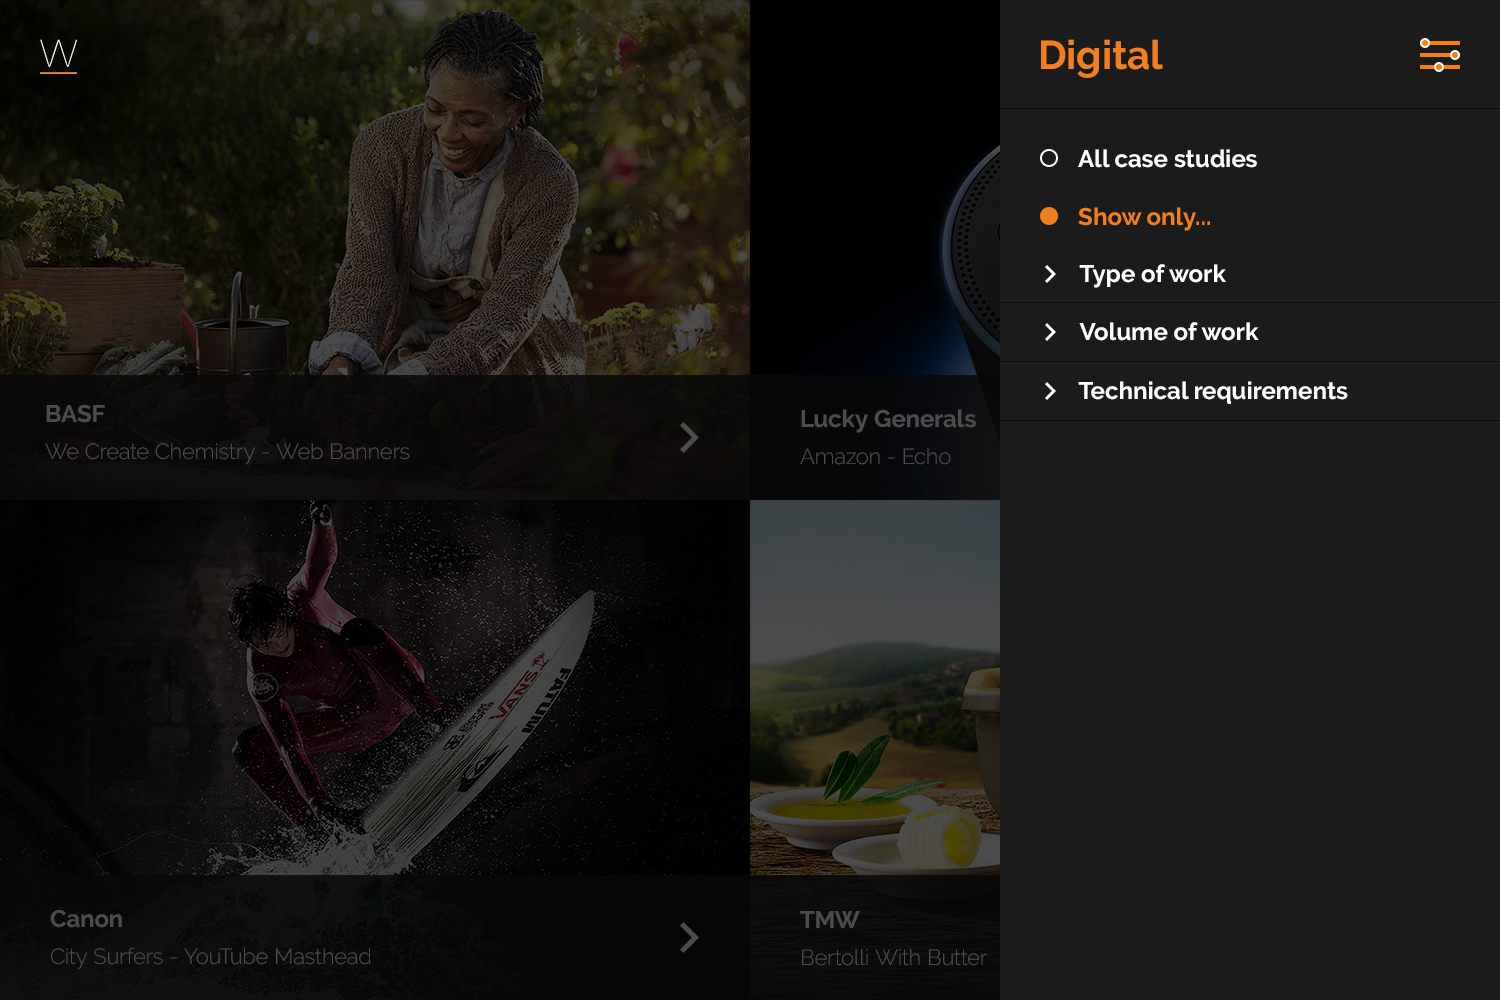 W
Digital
All case studies
Show only...
Type of work
Volume of work
Technical requirements
BASF
We Create Chemistry - Web Banners
Lucky Generals
Amazon - Echo
VANS
FATUM
Canon
City Surfers - YouTube Masthead
TMW
Bertolli With Butter